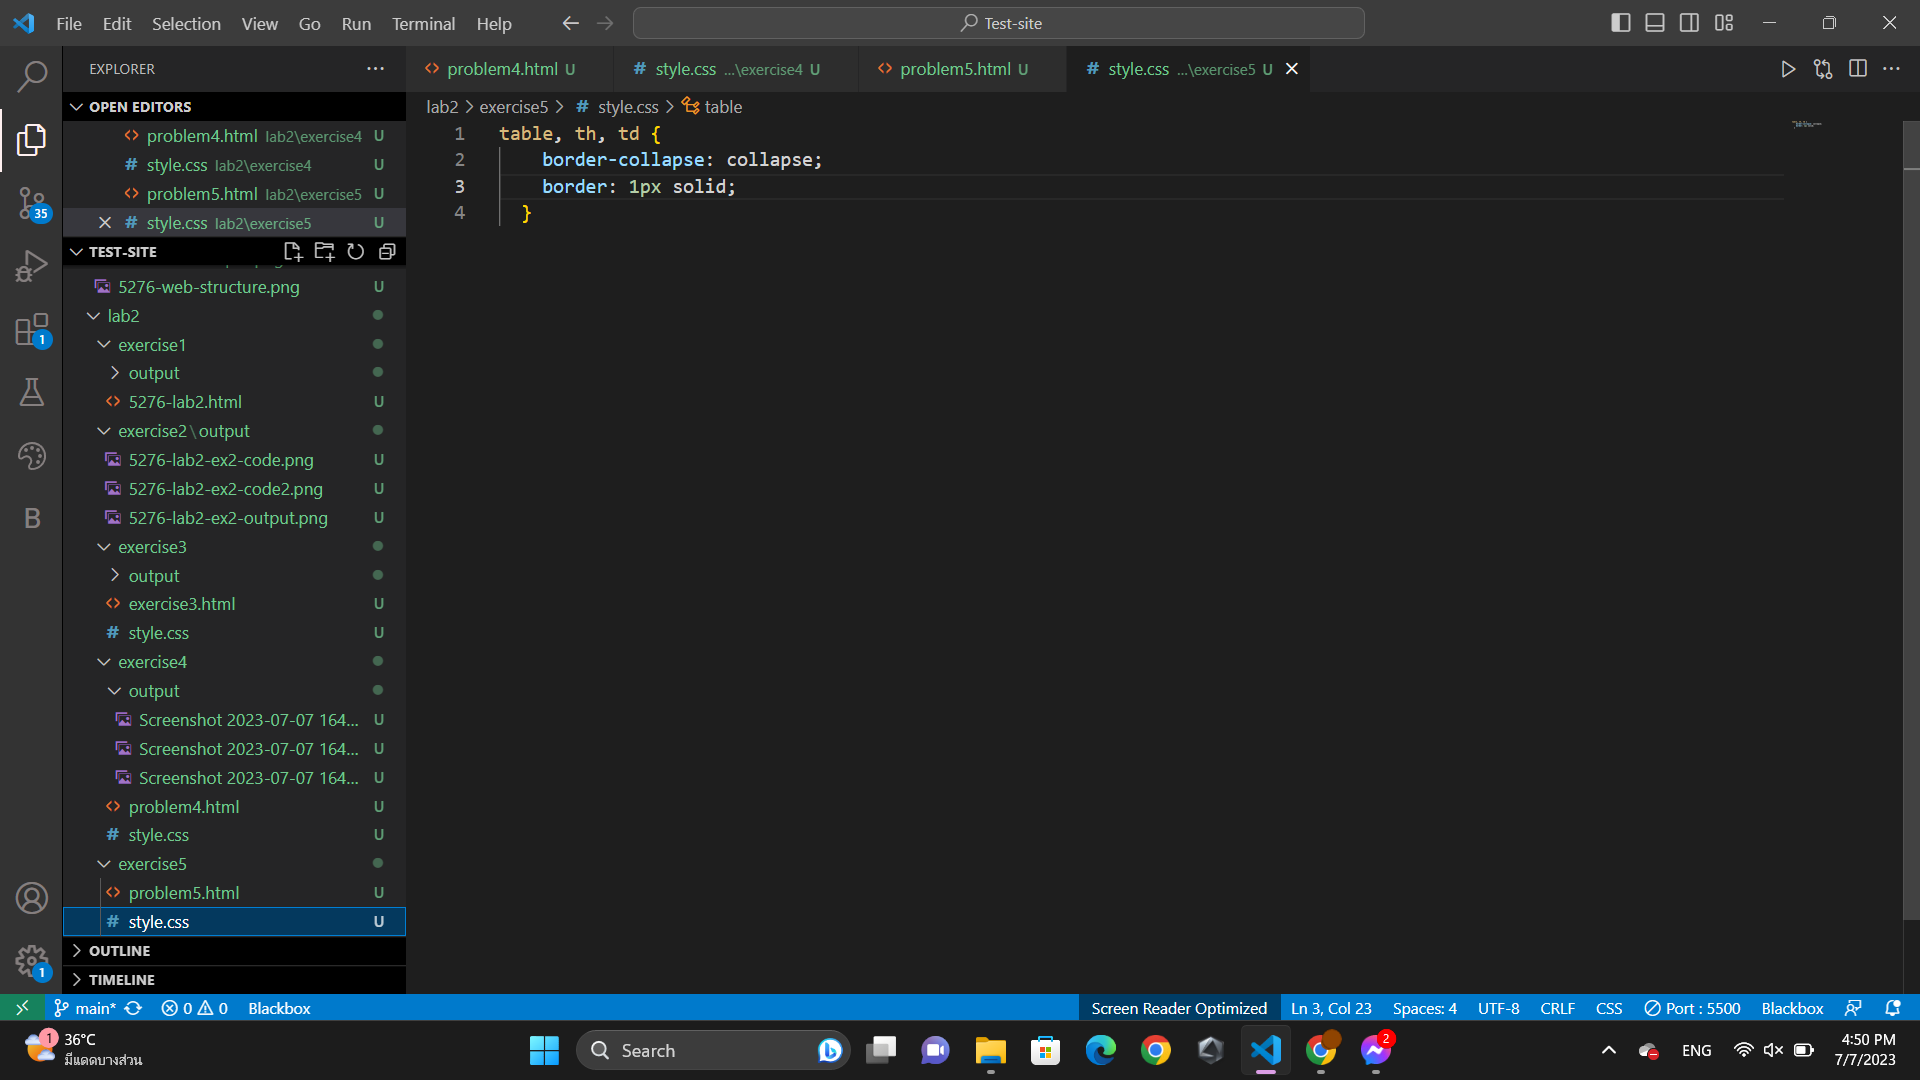 File Edit Selection View Go Run Terminal Help
Test-site
EXPLORER
problem4.html U
# style.css ...\exercise4 U
problem5.html U
# style.css ...\exercise5 U
OPEN EDITORS
problem4.html lab2\exercise4 U
# style.css lab2\exercise4 U
problem5.html lab2\exercise5 U
# style.css lab2\exercise5 U
TEST-SITE
5276-web-structure.png U
lab2
exercise1
output
5276-lab2.html U
exercise2\output
5276-lab2-ex2-code.png U
5276-lab2-ex2-code2.png U
5276-lab2-ex2-output.png U
exercise3
output
exercise3.html U
# style.css U
exercise4
output
Screenshot 2023-07-07 164... U
Screenshot 2023-07-07 164... U
Screenshot 2023-07-07 164... U
problem4.html U
# style.css U
exercise5
problem5.html U
# style.css U
OUTLINE
TIMELINE
35
1
B
1
lab2 > exercise5 > # style.css > table
1 table, th, td {
2 border-collapse: collapse;
3 border: 1px solid;
4 }
main* 0 0 Blackbox
Screen Reader Optimized Ln 3, Col 23 Spaces: 4 UTF-8 CRLF CSS Port : 5500 Blackbox
1 36°C
มีแดดบางส่วน
Search
2
ENG
4:50 PM
7/7/2023